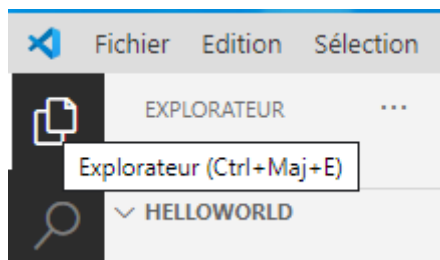 Fichier Edition Sélection
EXPLORATEUR ...
Explorateur (Ctrl+Maj+E)
HELLOWORLD